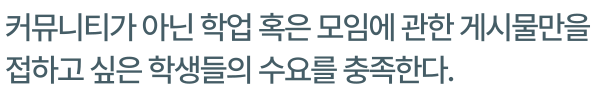 커뮤니티가 아닌 학업 혹은 모임에 관한 게시물만을
접하고 싶은 학생들의 수요를 충족한다.